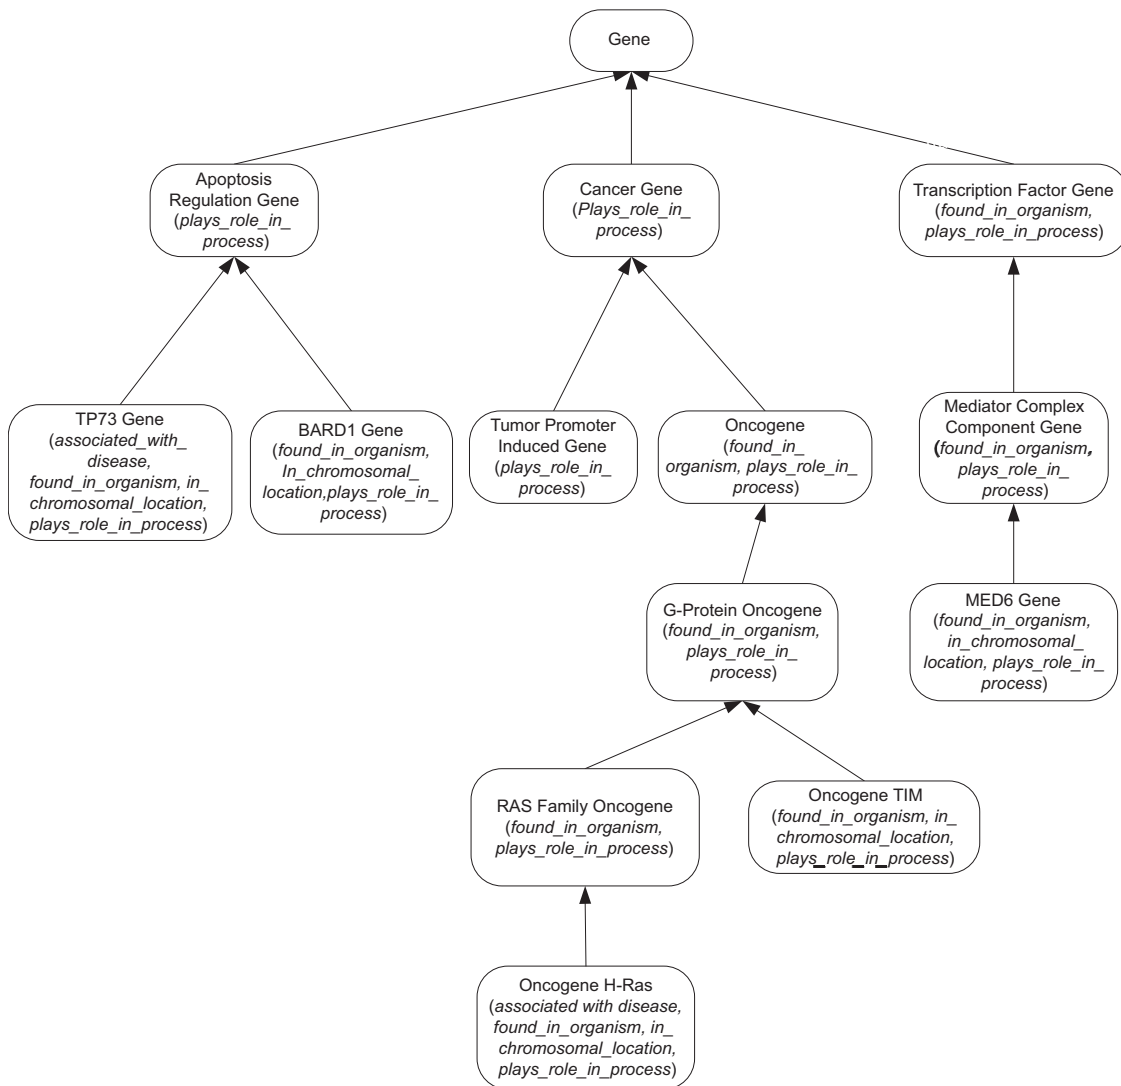 Gene
Apoptosis
Regulation Gene
(plays_role_in_
process)
Cancer Gene
(Plays_role_in_
process)
Transcription Factor Gene
(found_in_organism,
plays_role_in_process)
TP73 Gene
(associated_with_
disease,
found_in_organism, in_
chromosomal_location,
plays_role_in_process)
BARD1 Gene
(found_in_organism,
In_chromosomal_
location,plays_role_in_
process)
Tumor Promoter
Induced Gene
(plays_role_in_
process)
Oncogene
(found_in_
organism, plays_role_in_
process)
Mediator Complex
Component Gene
(found_in_organism,
plays_role_in_
process)
G-Protein Oncogene
(found_in_organism,
plays_role_in_
process)
MED6 Gene
(found_in_organism,
in_chromosomal_
location, plays_role_in_
process)
RAS Family Oncogene
(found_in_organism,
plays_role_in_process)
Oncogene TIM
(found_in_organism, in_
chromosomal_location,
plays_role_in_process)
Oncogene H-Ras
(associated with disease,
found_in_organism, in_
chromosomal_location,
plays_role_in_process)